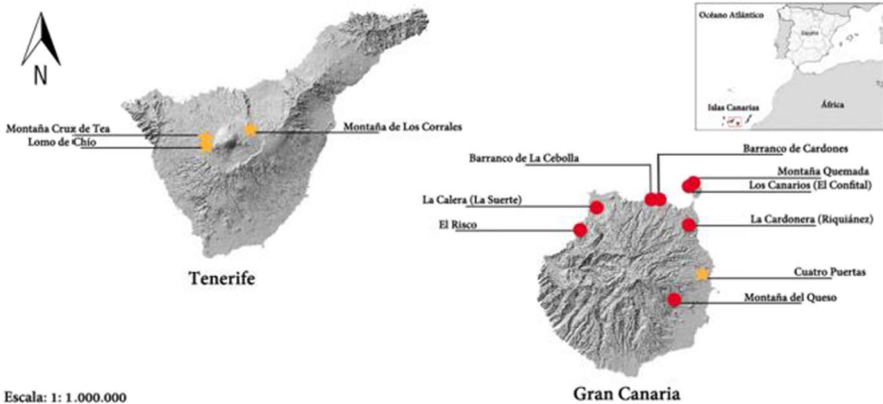 Océano Atlántico
España
Islas Canarias
África
N
Montaña Cruz de Tea
Lomo de Chío
Montaña de Los Corrales
Tenerife
Barranco de La Cebolla
Barranco de Cardones
Montaña Quemada
Los Canarios (El Confital)
La Calera (La Suerte)
El Risco
La Cardonera (Riquiánez)
Cuatro Puertas
Montaña del Queso
Gran Canaria
Escala: 1: 1.000.000